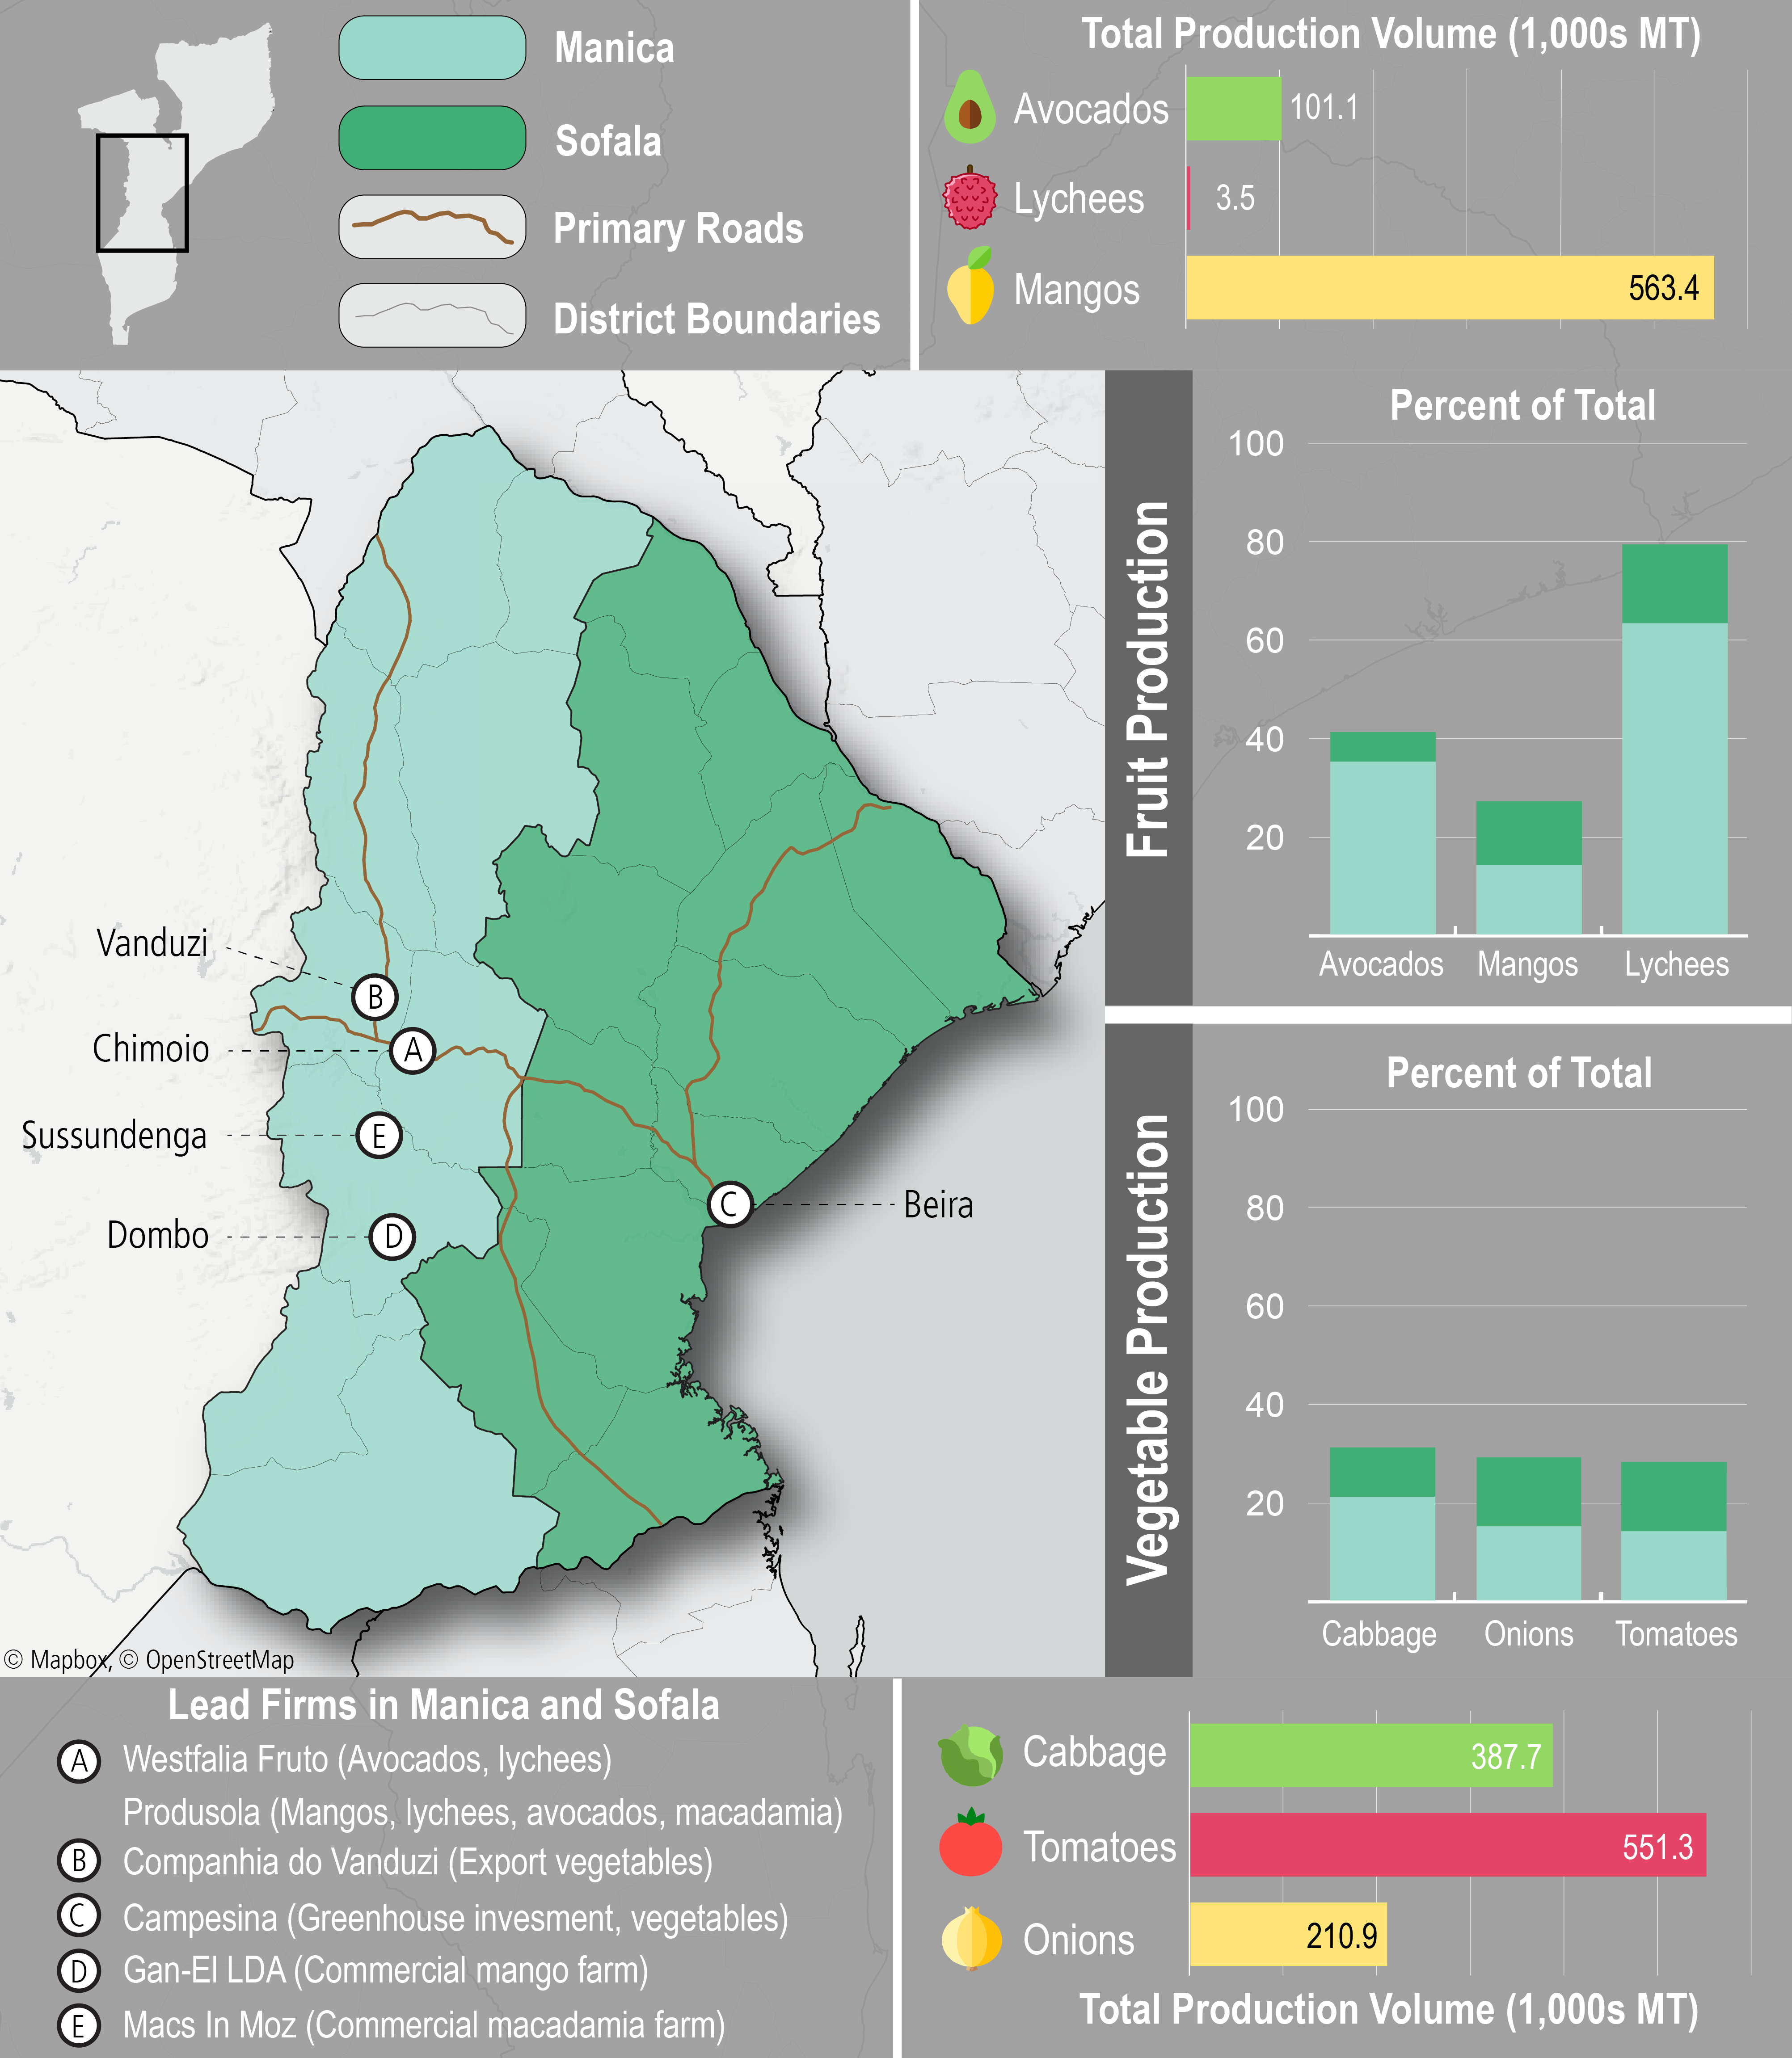 Manica
Sofala
Primary Roads
District Boundaries
Total Production Volume (1,000s MT)
Avocados 101.1
Lychees 3.5
Mangos 563.4
Vanduzi
B
Chimoio
A
Sussundenga
E
Dombo
D
C
Beira
© Mapbox, © OpenStreetMap
Fruit Production
Percent of Total
100
80
60
40
20
Avocados Mangos Lychees
Vegetable Production
Percent of Total
100
80
60
40
20
Cabbage Onions Tomatoes
Lead Firms in Manica and Sofala
A Westfalia Fruto (Avocados, lychees)
Produsola (Mangos, lychees, avocados, macadamia)
B Companhia do Vanduzi (Export vegetables)
C Campesina (Greenhouse invesment, vegetables)
D Gan-El LDA (Commercial mango farm)
E Macs In Moz (Commercial macadamia farm)
Cabbage 387.7
Tomatoes 551.3
Onions 210.9
Total Production Volume (1,000s MT)